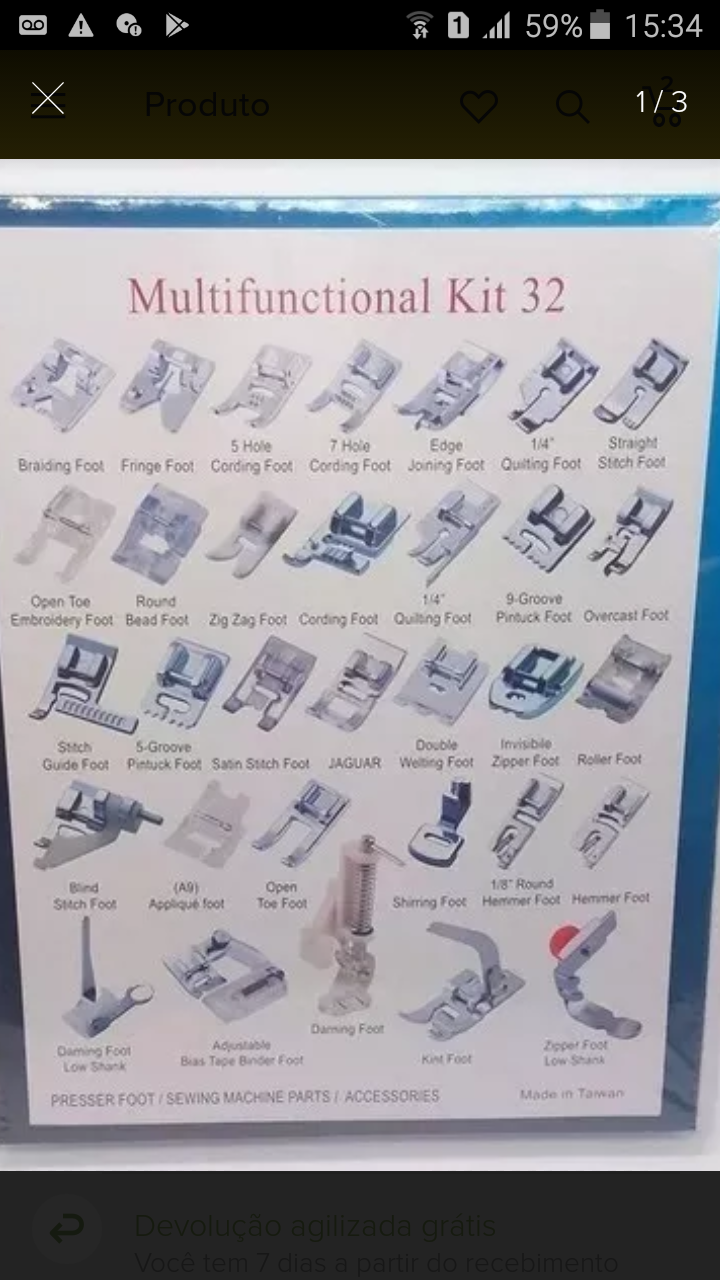 59% 15:34
Produto
2
1 / 3
Multifunctional Kit 32
Braiding Foot
Fringe Foot
5 Hole
Cording Foot
7 Hole
Cording Foot
Edge
Joining Foot
1/4"
Quilting Foot
Straight
Stitch Foot
Open Toe
Embroidery Foot
Round
Bead Foot
Zig Zag Foot
Cording Foot
1/4"
Quilting Foot
9-Groove
Pintuck Foot
Overcast Foot
Stitch
Guide Foot
5-Groove
Pintuck Foot
Satin Stitch Foot
JAGUAR
Double
Welting Foot
Invisibile
Zipper Foot
Roller Foot
Blind
Stitch Foot
(A9)
Appliqué foot
Open
Toe Foot
Shirring Foot
1/8" Round
Hemmer Foot
Hemmer Foot
Darning Foot
Low Shank
Adjustable
Bias Tape Binder Foot
Darning Foot
Kint Foot
Zipper Foot
Low Shank
PRESSER FOOT / SEWING MACHINE PARTS / ACCESSORIES
Made in Taiwan
Devolução agilizada grátis
Você tem 7 dias a partir do recebimento